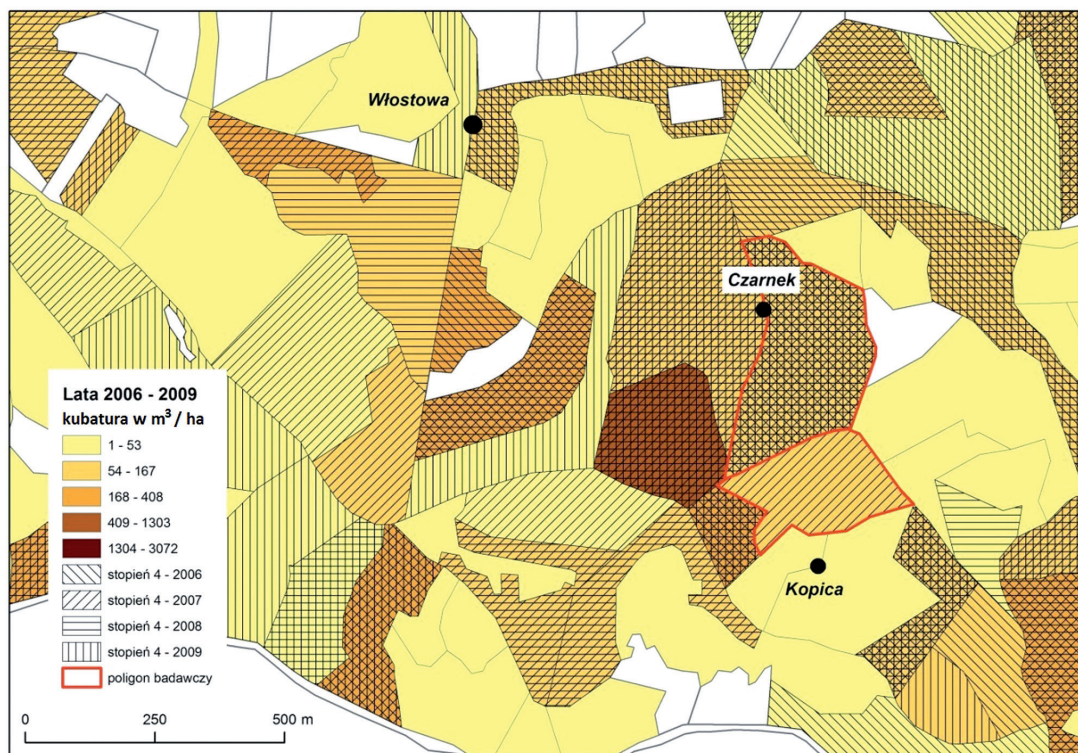 Włostowa
Czarnek
Kopica
Lata 2006 - 2009
kubatura w m³ / ha
1 - 53
54 - 167
168 - 408
409 - 1303
1304 - 3072
stopień 4 - 2006
stopień 4 - 2007
stopień 4 - 2008
stopień 4 - 2009
poligon badawczy
0 250 500 m